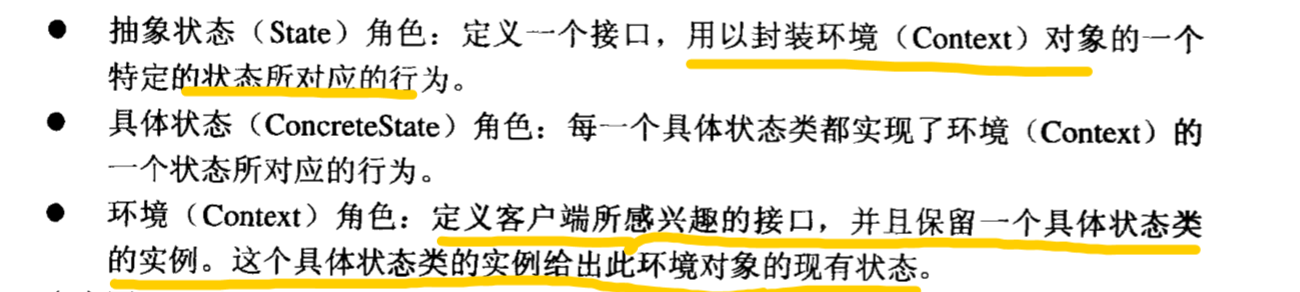 ● 抽象状态（State）角色：定义一个接口，用以封装环境（Context）对象的一个
特定的状态所对应的行为。
● 具体状态（ConcreteState）角色：每一个具体状态类都实现了环境（Context）的
一个状态所对应的行为。
● 环境（Context）角色：定义客户端所感兴趣的接口，并且保留一个具体状态类
的实例。这个具体状态类的实例给出此环境对象的现有状态。